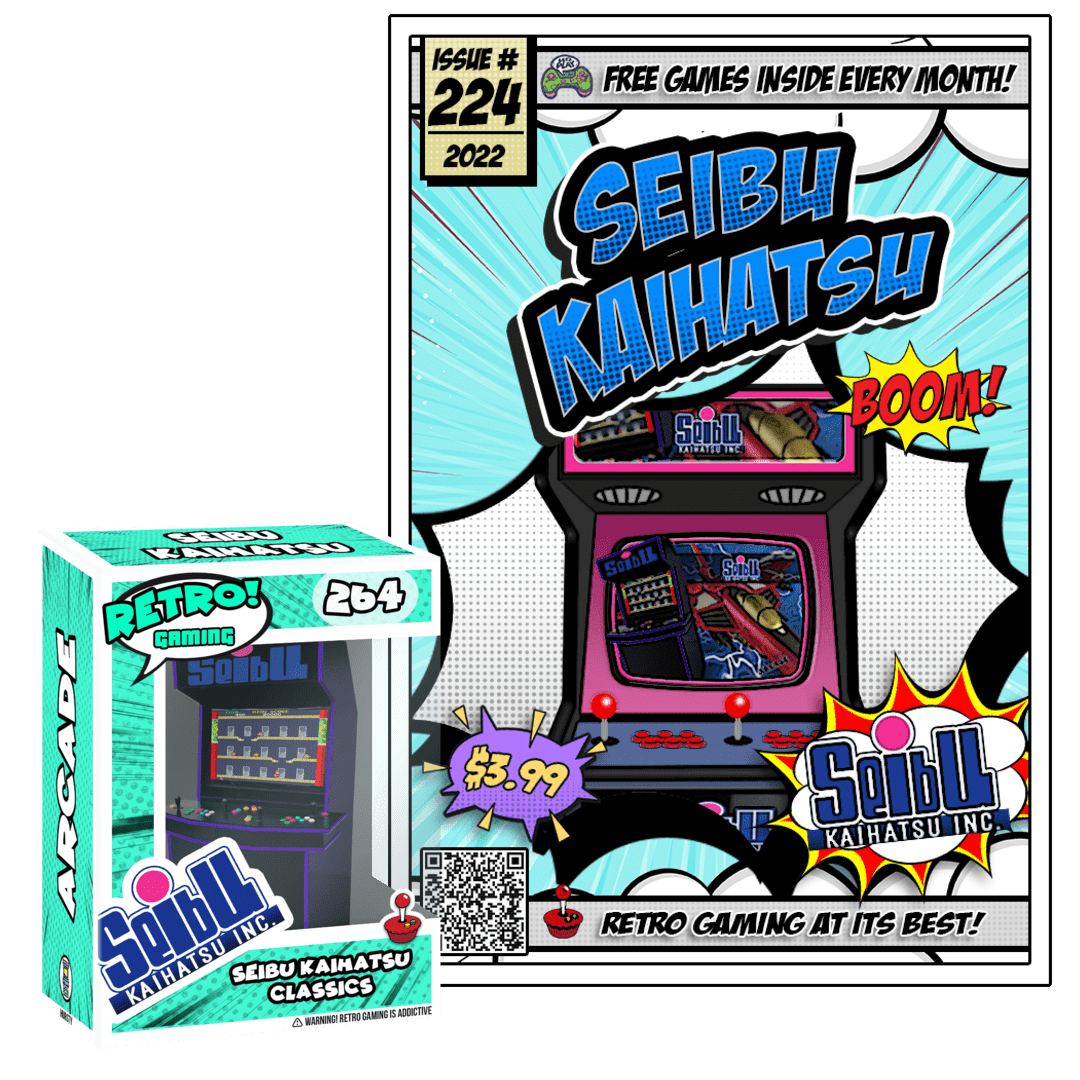 ISSUE #
224
2022
FREE GAMES INSIDE EVERY MONTH!
SEIBU
KAIHATSU
BOOM!
SEIBU
KAIHATSU INC.
SEIBU
SEIBU
$3.99
SEIBU
KAIHATSU INC.
RETRO GAMING AT ITS BEST!
SEIBU
KAIHATSU
RETRO!
GAMING
264
ARCADE
SEIBU
SEIBU
KAIHATSU INC.
SEIBU KAIHATSU
CLASSICS
WARNING! RETRO GAMING IS ADDICTIVE